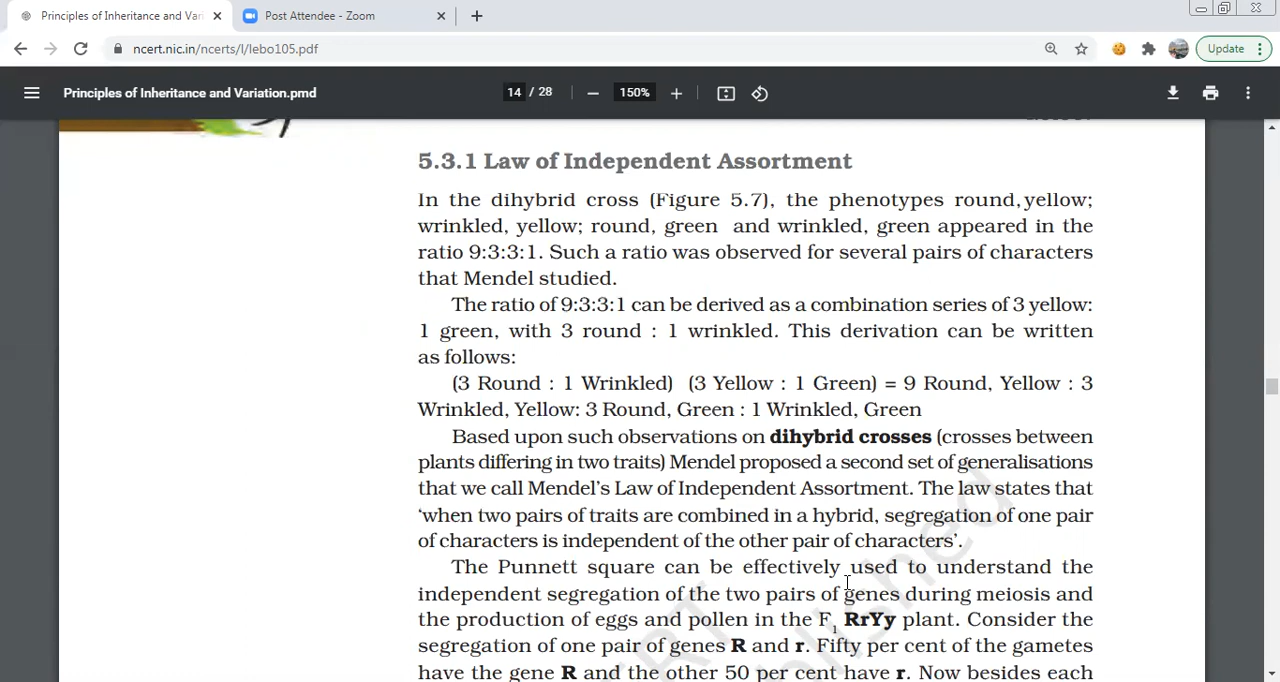 Principles of Inheritance and Vari
Post Attendee - Zoom
ncert.nic.in/ncerts/l/lebo105.pdf
Update
Principles of Inheritance and Variation.pmd
14 / 28
150%
5.3.1 Law of Independent Assortment
In the dihybrid cross (Figure 5.7), the phenotypes round, yellow;
wrinkled, yellow; round, green and wrinkled, green appeared in the
ratio 9:3:3:1. Such a ratio was observed for several pairs of characters
that Mendel studied.
The ratio of 9:3:3:1 can be derived as a combination series of 3 yellow:
1 green, with 3 round : 1 wrinkled. This derivation can be written
as follows:
(3 Round : 1 Wrinkled) (3 Yellow : 1 Green) = 9 Round, Yellow : 3
Wrinkled, Yellow: 3 Round, Green : 1 Wrinkled, Green
Based upon such observations on dihybrid crosses (crosses between
plants differing in two traits) Mendel proposed a second set of generalisations
that we call Mendel's Law of Independent Assortment. The law states that
‘when two pairs of traits are combined in a hybrid, segregation of one pair
of characters is independent of the other pair of characters’.
The Punnett square can be effectively used to understand the
independent segregation of the two pairs of genes during meiosis and
the production of eggs and pollen in the F1 RrYy plant. Consider the
segregation of one pair of genes R and r. Fifty per cent of the gametes
have the gene R and the other 50 per cent have r. Now besides each